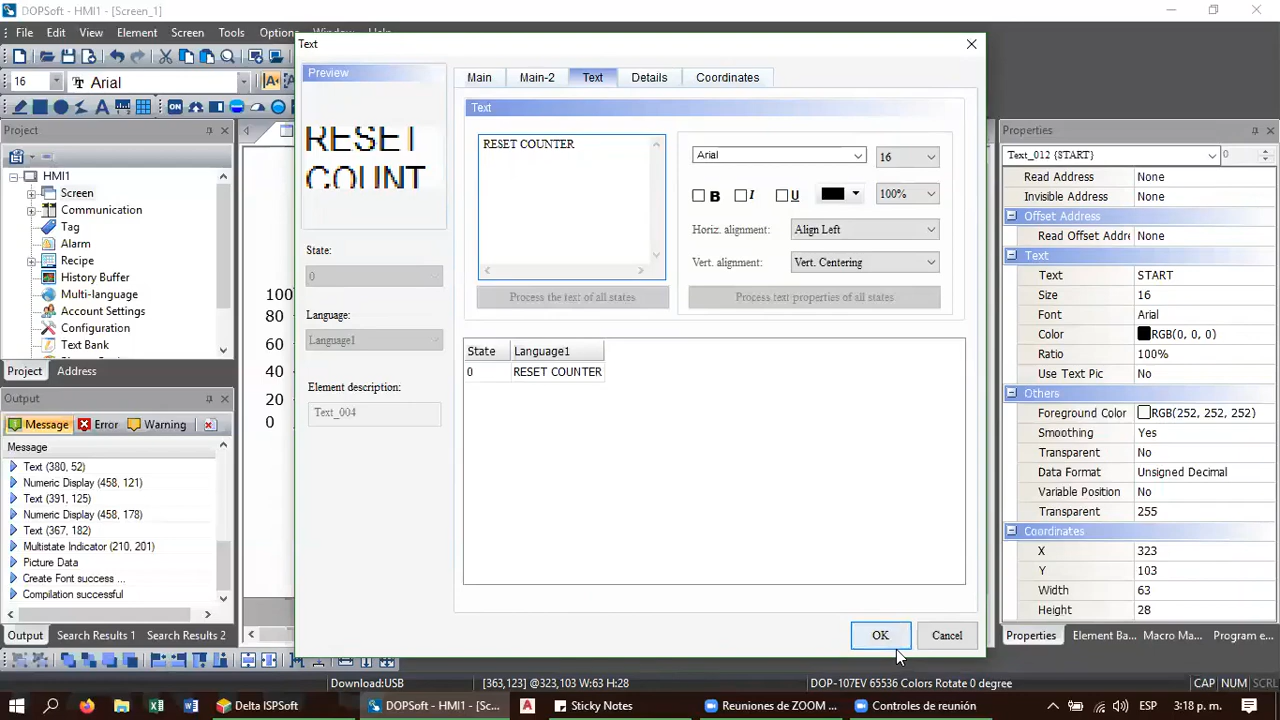 DOPSoft - HMI1 - [Screen_1]
File Edit View Element Screen Tools
16 Arial
Project
HMI1
Screen
Communication
Tag
Alarm
Recipe
History Buffer
Multi-language
Account Settings
Configuration
Text Bank
Project Address
Output
Message Error Warning
Message
Text (380, 52)
Numeric Display (458, 121)
Text (391, 125)
Numeric Display (458, 178)
Text (367, 182)
Multistate Indicator (210, 201)
Picture Data
Create Font success ...
Compilation successful
Output Search Results 1 Search Results 2
100
80
60
40
20
0
Text
Preview
RESET
COUNT
State:
0
Language:
Language1
Element description:
Text_004
Main Main-2 Text Details Coordinates
Text
RESET COUNTER
Arial 16
B I U 100%
Horiz. alignment: Align Left
Vert. alignment: Vert. Centering
Process the text of all states Process text properties of all states
State Language1
0 RESET COUNTER
OK Cancel
Properties
Text_012 {START} 0
Read Address None
Invisible Address None
Offset Address
Read Offset Addr None
Text
Text START
Size 16
Font Arial
Color RGB(0, 0, 0)
Ratio 100%
Use Text Pic No
Others
Foreground Color RGB(252, 252, 252)
Smoothing Yes
Transparent No
Data Format Unsigned Decimal
Variable Position No
Transparent 255
Coordinates
X 323
Y 103
Width 63
Height 28
Properties Element Ba... Macro Ma... Program e...
Download:USB [363,123] @323,103 W:63 H:28 DOP-107EV 65536 Colors Rotate 0 degree CAP NUM SCRL
Delta ISPSoft DOPSoft - HMI1 - [Sc... Sticky Notes Reuniones de ZOOM ... Controles de reunión ESP 3:18 p. m.